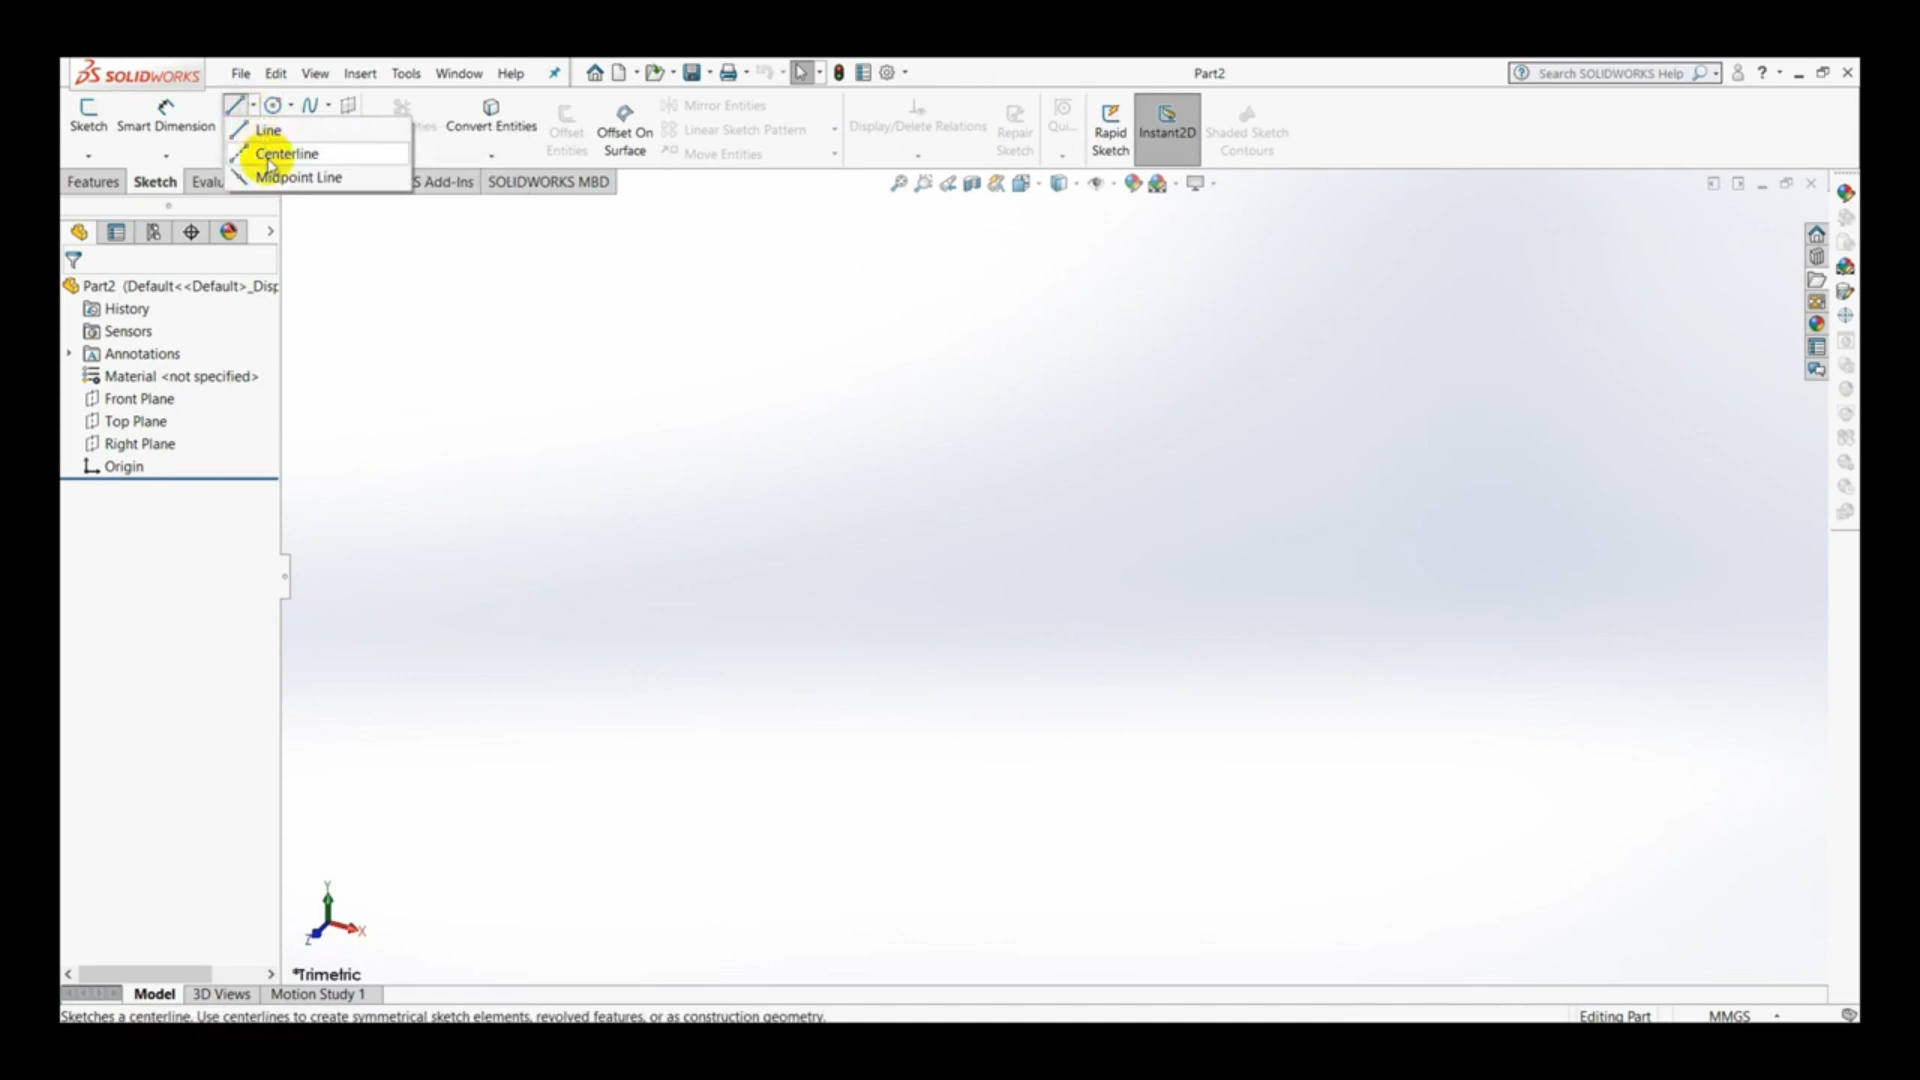 SOLIDWORKS File Edit View Insert Tools Window Help Part2 Search SOLIDWORKS Help
Sketch Smart Dimension Convert Entities Offset Entities Offset On Surface Mirror Entities Linear Sketch Pattern Move Entities Display/Delete Relations Repair Sketch Qui... Rapid Sketch Instant2D Shaded Sketch Contours
Line
Centerline
Midpoint Line
Features Sketch Evalu S Add-Ins SOLIDWORKS MBD
Part2 (Default<<Default>_Disp
History
Sensors
Annotations
Material <not specified>
Front Plane
Top Plane
Right Plane
Origin
Y
X
Z
*Trimetric
Model 3D Views Motion Study 1
Sketches a centerline. Use centerlines to create symmetrical sketch elements, revolved features, or as construction geometry. Editing Part MMGS